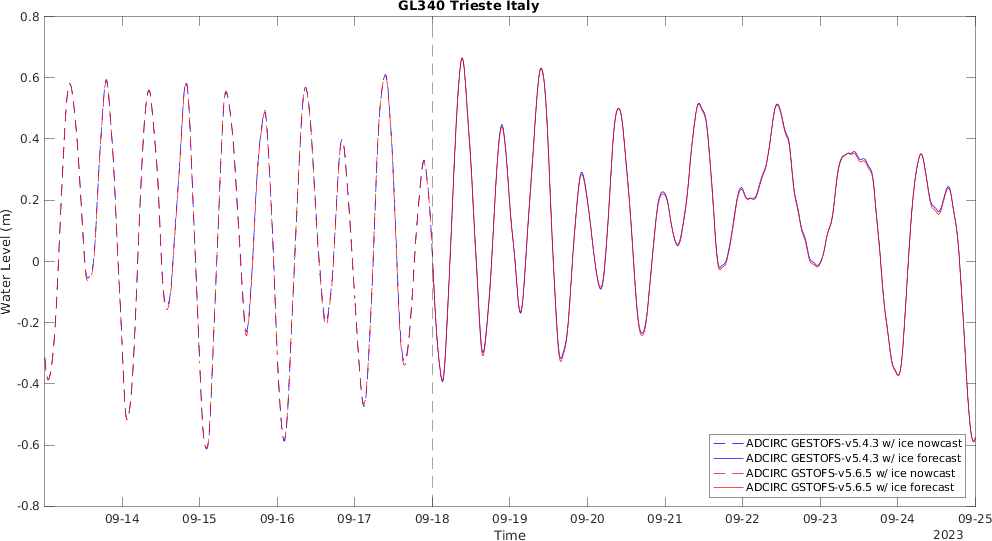 GL340 Trieste Italy
Water Level (m)
0.8
0.6
0.4
0.2
0
-0.2
-0.4
-0.6
-0.8
ADCIRC GESTOFS-v5.4.3 w/ ice nowcast
ADCIRC GESTOFS-v5.4.3 w/ ice forecast
ADCIRC GSTOFS-v5.6.5 w/ ice nowcast
ADCIRC GSTOFS-v5.6.5 w/ ice forecast
09-14 09-15 09-16 09-17 09-18 09-19 09-20 09-21 09-22 09-23 09-24 09-25
Time
2023